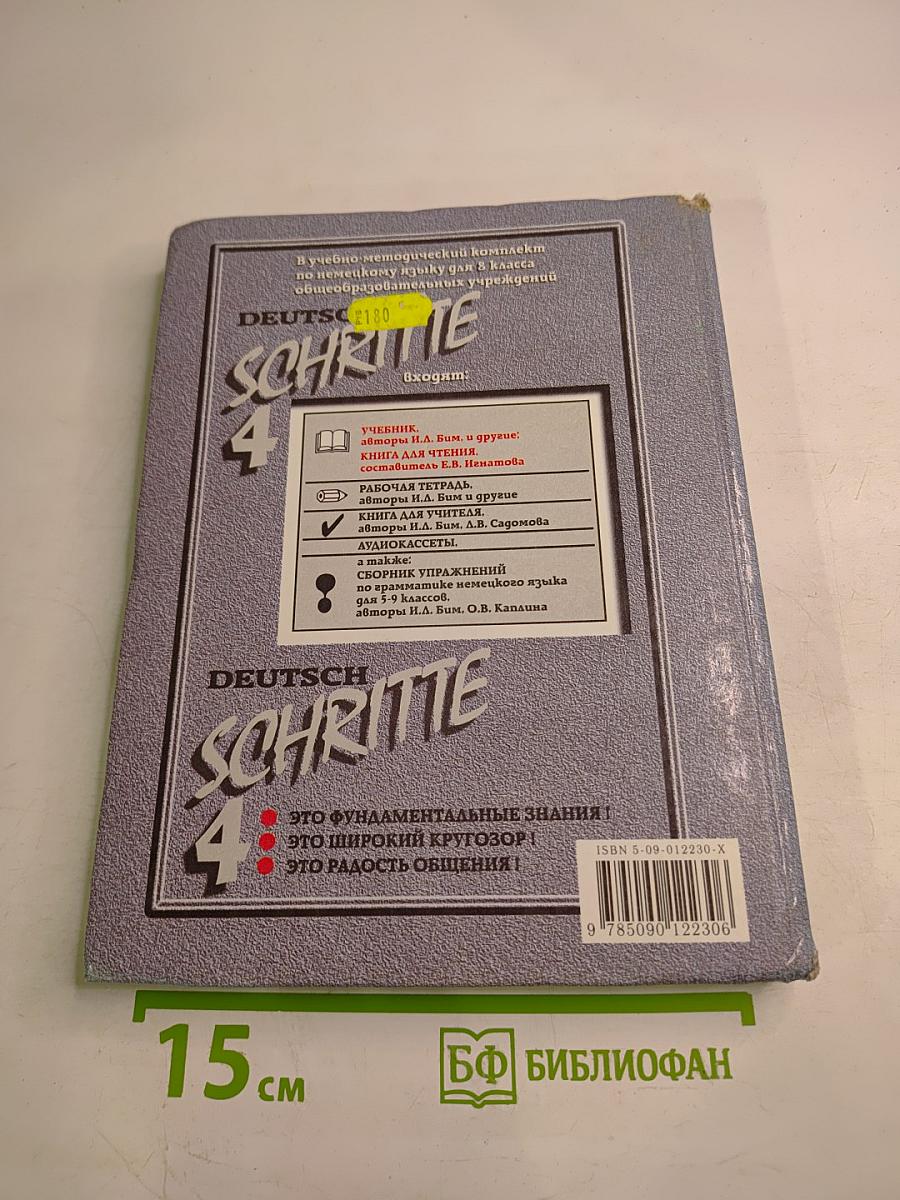 В учебно-методический комплект
по немецкому языку для 8 класса
общеобразовательных учреждений
DEUTSC
180
SCHRITTE
4
входят:
УЧЕБНИК,
авторы И.Л. Бим, и другие;
КНИГА ДЛЯ ЧТЕНИЯ,
составитель Е.В. Игнатова
РАБОЧАЯ ТЕТРАДЬ,
авторы И.Л. Бим и другие
КНИГА ДЛЯ УЧИТЕЛЯ,
авторы И.Л. Бим, Л.В. Садомова
АУДИОКАССЕТЫ,
а также:
СБОРНИК УПРАЖНЕНИЙ
по грамматике немецкого языка
для 5-9 классов,
авторы И.Л. Бим, О.В. Каплина
DEUTSCH
SCHRITTE
4
ЭТО ФУНДАМЕНТАЛЬНЫЕ ЗНАНИЯ!
ЭТО ШИРОКИЙ КРУГОЗОР!
ЭТО РАДОСТЬ ОБЩЕНИЯ!
ISBN 5-09-012230-X
9 785090 122306
15 см
БФ БИБЛИОФАН